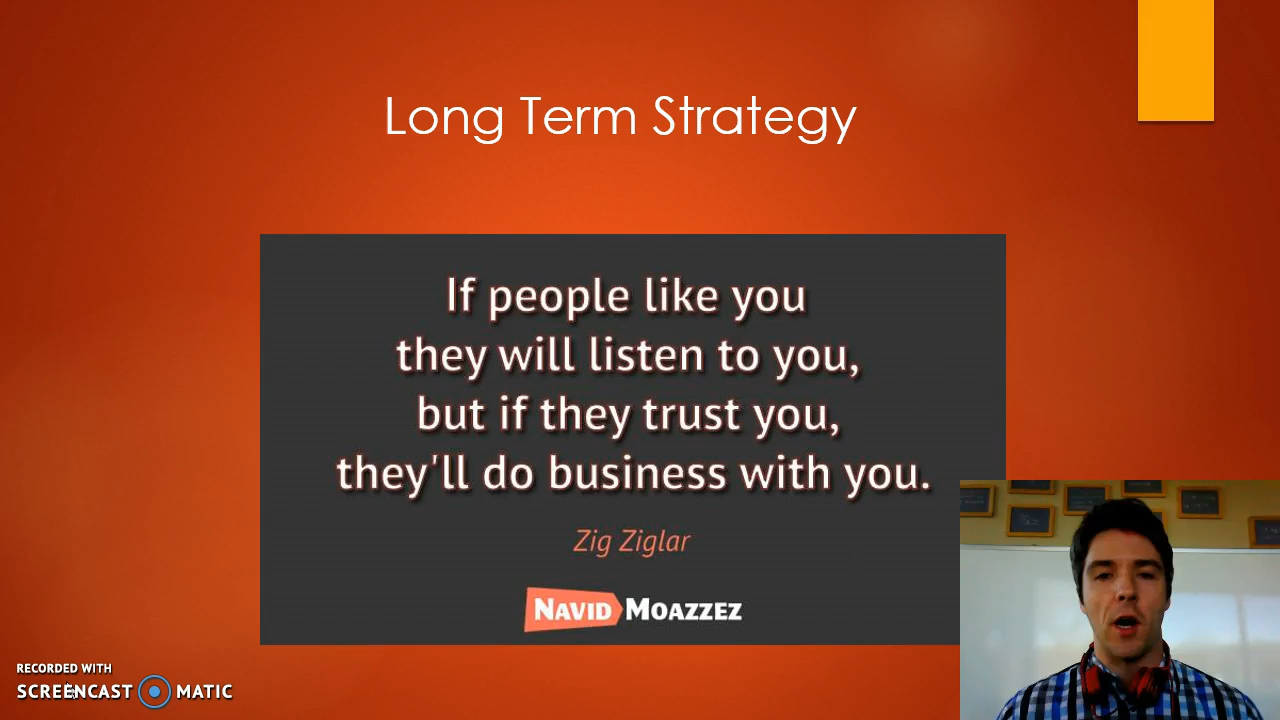 Long Term Strategy
If people like you
they will listen to you,
but if they trust you,
they'll do business with you.
Zig Ziglar
NAVID MOAZZEZ
RECORDED WITH
SCREENCAST MATIC